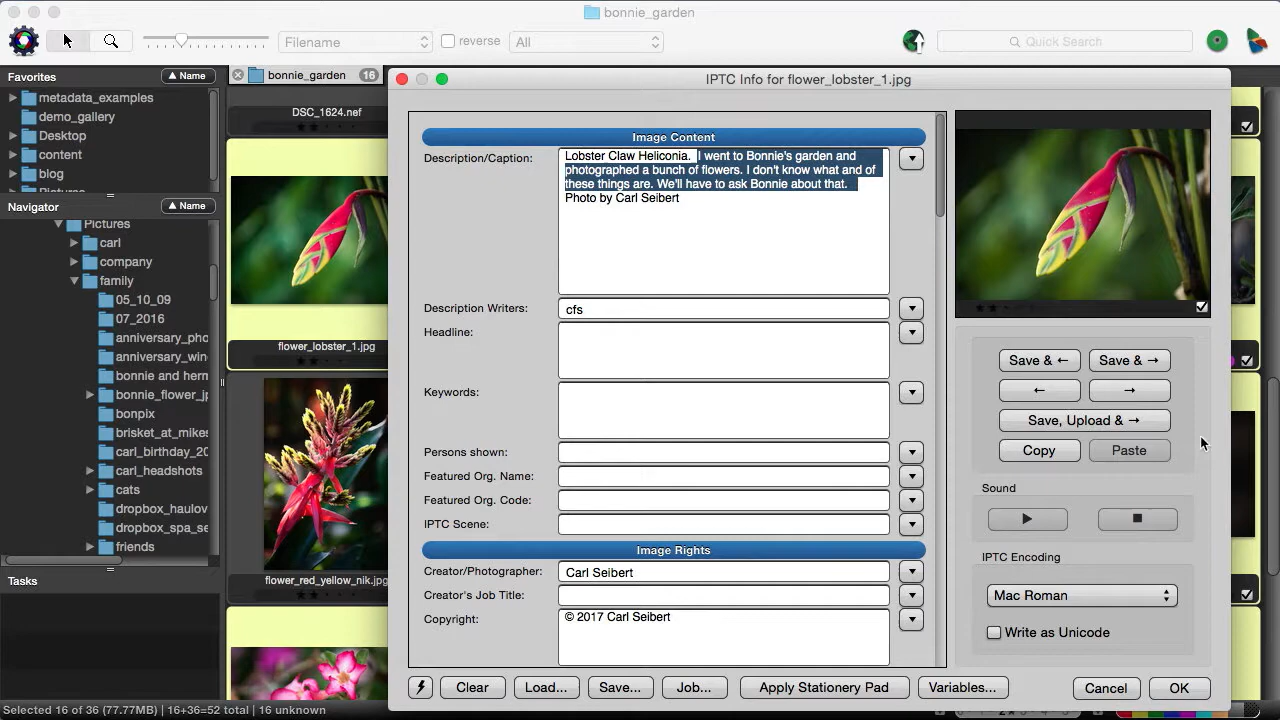 bonnie_garden
Filename
reverse
All
Quick Search
Favorites
Name
bonnie_garden
16
IPTC Info for flower_lobster_1.jpg
metadata_examples
demo_gallery
Desktop
content
blog
Pictures
Navigator
Name
Pictures
carl
company
family
05_10_09
07_2016
anniversary_pho
anniversary_win
bonnie and herm
bonnie_flower_jp
bonpix
brisket_at_mikes
carl_birthday_20
carl_headshots
cats
dropbox_haulov
dropbox_spa_se
friends
Tasks
DSC_1624.nef
flower_lobster_1.jpg
flower_red_yellow_nik.jpg
Image Content
Description/Caption:
Lobster Claw Heliconia. I went to Bonnie's garden and
photographed a bunch of flowers. I don't know what and of
these things are. We'll have to ask Bonnie about that.
Photo by Carl Seibert
Description Writers:
cfs
Headline:
Keywords:
Persons shown:
Featured Org. Name:
Featured Org. Code:
IPTC Scene:
Image Rights
Creator/Photographer:
Carl Seibert
Creator's Job Title:
Copyright:
© 2017 Carl Seibert
Save & ←
Save & →
←
→
Save, Upload & →
Copy
Paste
Sound
IPTC Encoding
Mac Roman
Write as Unicode
Clear
Load...
Save...
Job...
Apply Stationery Pad
Variables...
Cancel
OK
Selected 16 of 36 (77.77MB) | 16+36=52 total | 16 unknown